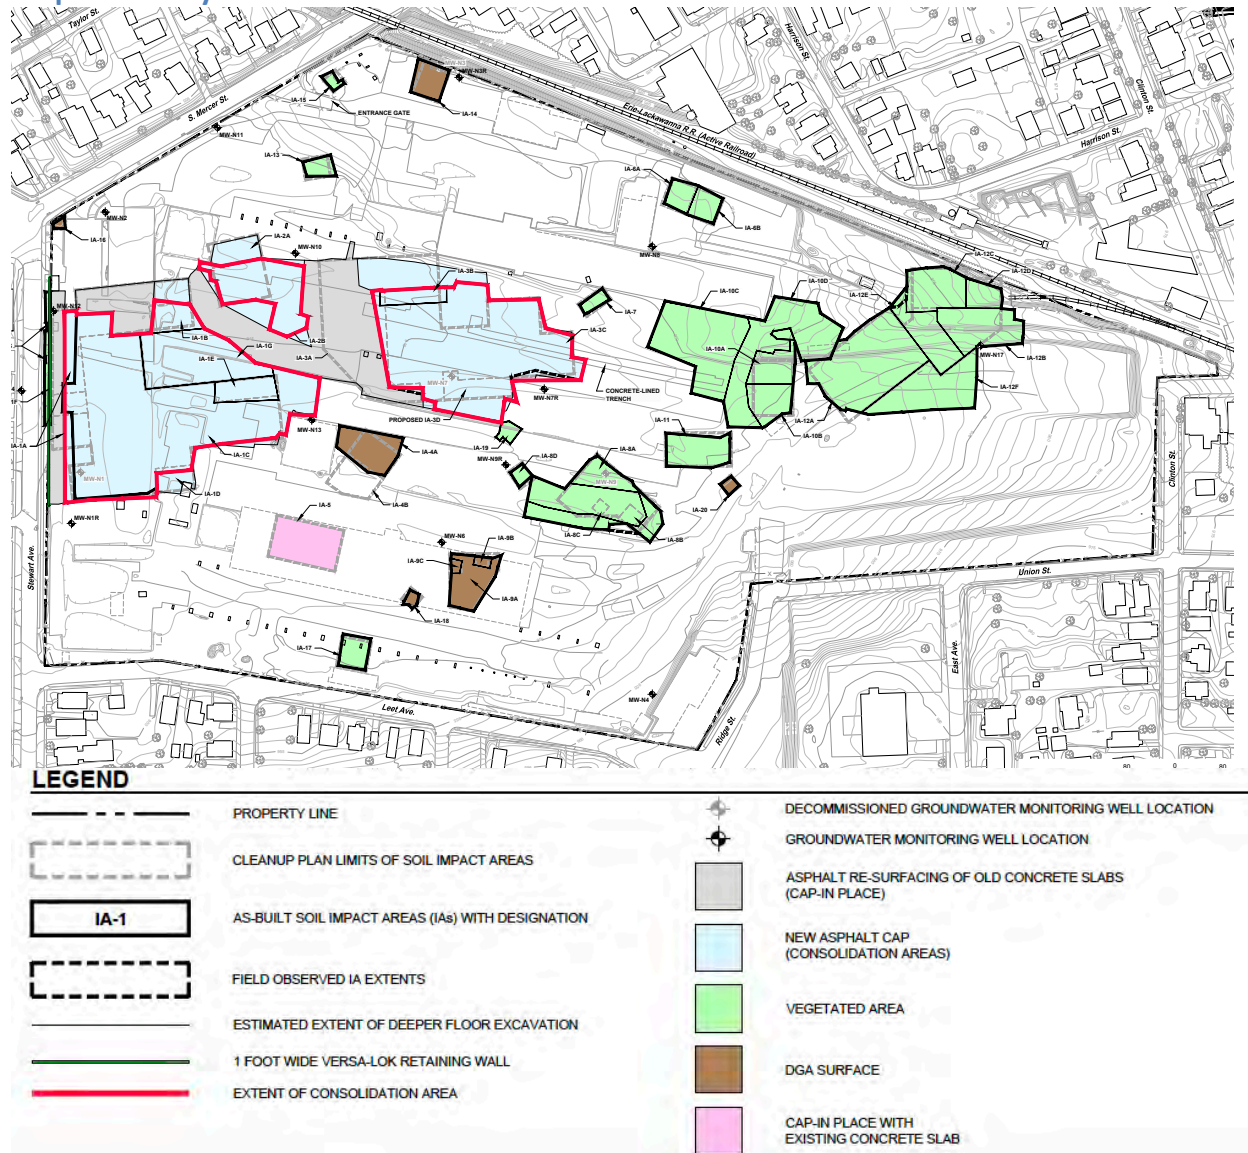 Taylor St.
Harrison St.
MW-N3
MW-N3R
IA-15
IA-14
ENTRANCE GATE
Clinton St.
S. Mercer St.
Erie-Lackawanna R.R. (Active Railroad)
MW-N11
Harrison St.
IA-13
IA-6A
MW-N2
IA-16
IA-6B
IA-2A
MW-N10
MW-N8
IA-12C
IA-3B
IA-12D
IA-10C
IA-10D
IA-12E
MW-N12
IA-7
IA-1B
IA-2B
IA-3C
IA-1G
IA-1E
IA-3A
IA-10A
MW-N17
IA-12B
MW-N7
CONCRETE-LINED
TRENCH
MW-N7R
IA-12F
PROPOSED IA-3D
IA-12A
IA-11
IA-10B
MW-N13
IA-19
IA-1A
IA-4A
IA-8A
IA-1C
MW-N9R
IA-8D
Clinton St.
MW-N1
MW-N9
IA-1D
IA-4B
IA-5
IA-20
MW-N1R
IA-8C
IA-8B
MW-N6
IA-9B
IA-9C
Stewart Ave.
Union St.
IA-9A
IA-18
IA-17
East Ave.
MW-N4
Leet Ave.
Ridge St.
80
0
80
LEGEND
PROPERTY LINE
CLEANUP PLAN LIMITS OF SOIL IMPACT AREAS
IA-1
AS-BUILT SOIL IMPACT AREAS (IAs) WITH DESIGNATION
FIELD OBSERVED IA EXTENTS
ESTIMATED EXTENT OF DEEPER FLOOR EXCAVATION
1 FOOT WIDE VERSA-LOK RETAINING WALL
EXTENT OF CONSOLIDATION AREA
DECOMMISSIONED GROUNDWATER MONITORING WELL LOCATION
GROUNDWATER MONITORING WELL LOCATION
ASPHALT RE-SURFACING OF OLD CONCRETE SLABS
(CAP-IN PLACE)
NEW ASPHALT CAP
(CONSOLIDATION AREAS)
VEGETATED AREA
DGA SURFACE
CAP-IN PLACE WITH
EXISTING CONCRETE SLAB